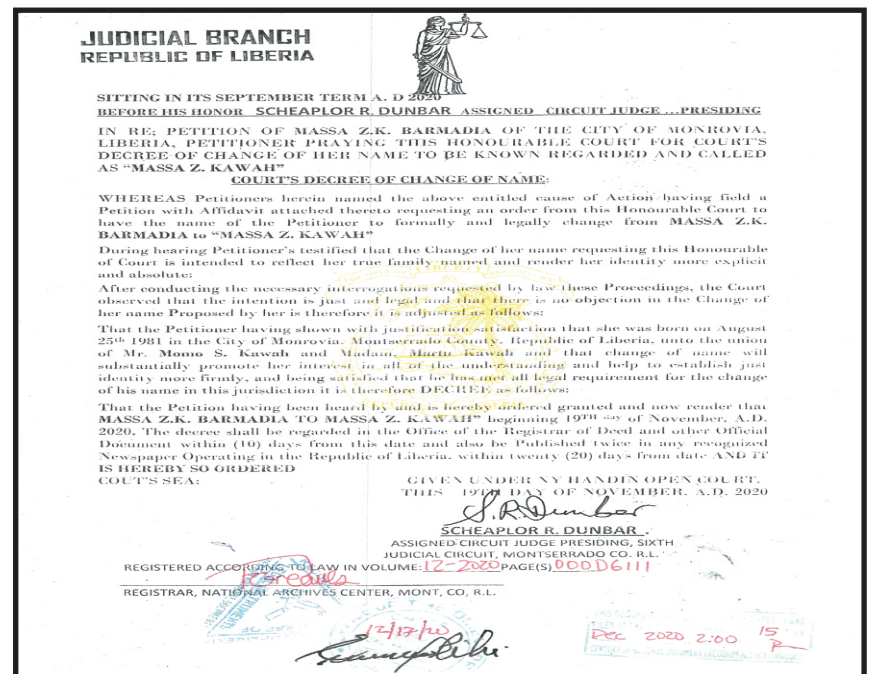 JUDICIAL BRANCH
REPUBLIC OF LIBERIA
SITTING IN ITS SEPTEMBER TERM A. D 2020
BEFORE HIS HONOR SCHEAPLOR R. DUNBAR ASSIGNED CIRCUIT JUDGE ...PRESIDING
IN RE; PETITION OF MASSA Z.K. BARMADIA OF THE CITY OF MONROVIA,
LIBERIA, PETITIONER PRAYING THIS HONOURABLE COURT FOR COURT'S
DECREE OF CHANGE OF HER NAME TO BE KNOWN REGARDED AND CALLED
AS "MASSA Z. KAWAH"
COURT'S DECREE OF CHANGE OF NAME:
WHEREAS Petitioners herein named the above entitled cause of Action having field a
Petition with Affidavit attached thereto requesting an order from this Honourable Court to
have the name of the Petitioner to formally and legally change from MASSA Z.K.
BARMADIA to "MASSA Z. KAWAH"
During hearing Petitioner's testified that the Change of her name requesting this Honourable
of Court is intended to reflect her true family named and render her identity more explicit
and absolute:
After conducting the necessary interrogations requested by law these Proceedings, the Court
observed that the intention is just and legal and that there is no objection in the Change of
her name Proposed by her is therefore it is adjusted as follows:
That the Petitioner having shown with justification satisfaction that she was born on August
25th 1981 in the City of Monrovia, Montserrado County, Republic of Liberia, unto the union
of Mr. Momo S. Kawah and Madam, Martu Kawah and that change of name will
substantially promote her interest in all of the understanding and help to establish just
identity more firmly, and being satisfied that he has met all legal requirement for the change
of his name in this jurisdiction it is therefore DECREE as follows:
That the Petition having been heard by and is hereby ordered granted and now render that
MASSA Z.K. BARMADIA TO MASSA Z. KAWAH" beginning 19TH day of November, A.D.
2020. The decree shall be regarded in the Office of the Registrar of Deed and other Official
Document within (10) days from this date and also be Published twice in any recognized
Newspaper Operating in the Republic of Liberia, within twenty (20) days from date AND IT
IS HEREBY SO ORDERED
COUT'S SEA: GIVEN UNDER NY HANDIN OPEN COURT.
THIS 19TH DAY OF NOVEMBER, A.D. 2020
S.R. Dunbar
SCHEAPLOR R. DUNBAR
ASSIGNED CIRCUIT JUDGE PRESIDING, SIXTH
JUDICIAL CIRCUIT, MONTSERRADO CO. R.L.
REGISTERED ACCORDING TO LAW IN VOLUME: 12-2020 PAGE(S) 000D6111
REGISTRAR, NATIONAL ARCHIVES CENTER, MONT, CO, R.L.
12/17/20
Dec 2020 2:00 15 P